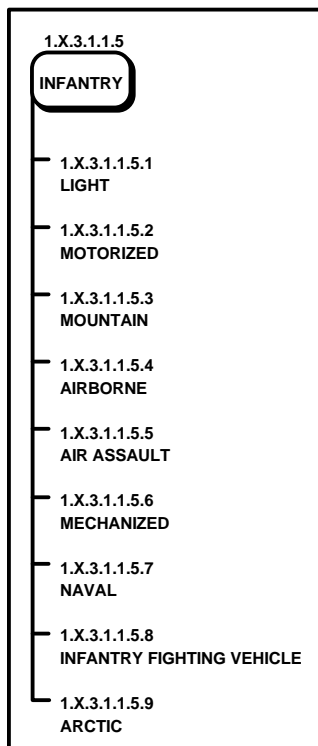 1.X.3.1.1.5
INFANTRY
1.X.3.1.1.5.1
LIGHT
1.X.3.1.1.5.2
MOTORIZED
1.X.3.1.1.5.3
MOUNTAIN
1.X.3.1.1.5.4
AIRBORNE
1.X.3.1.1.5.5
AIR ASSAULT
1.X.3.1.1.5.6
MECHANIZED
1.X.3.1.1.5.7
NAVAL
1.X.3.1.1.5.8
INFANTRY FIGHTING VEHICLE
1.X.3.1.1.5.9
ARCTIC